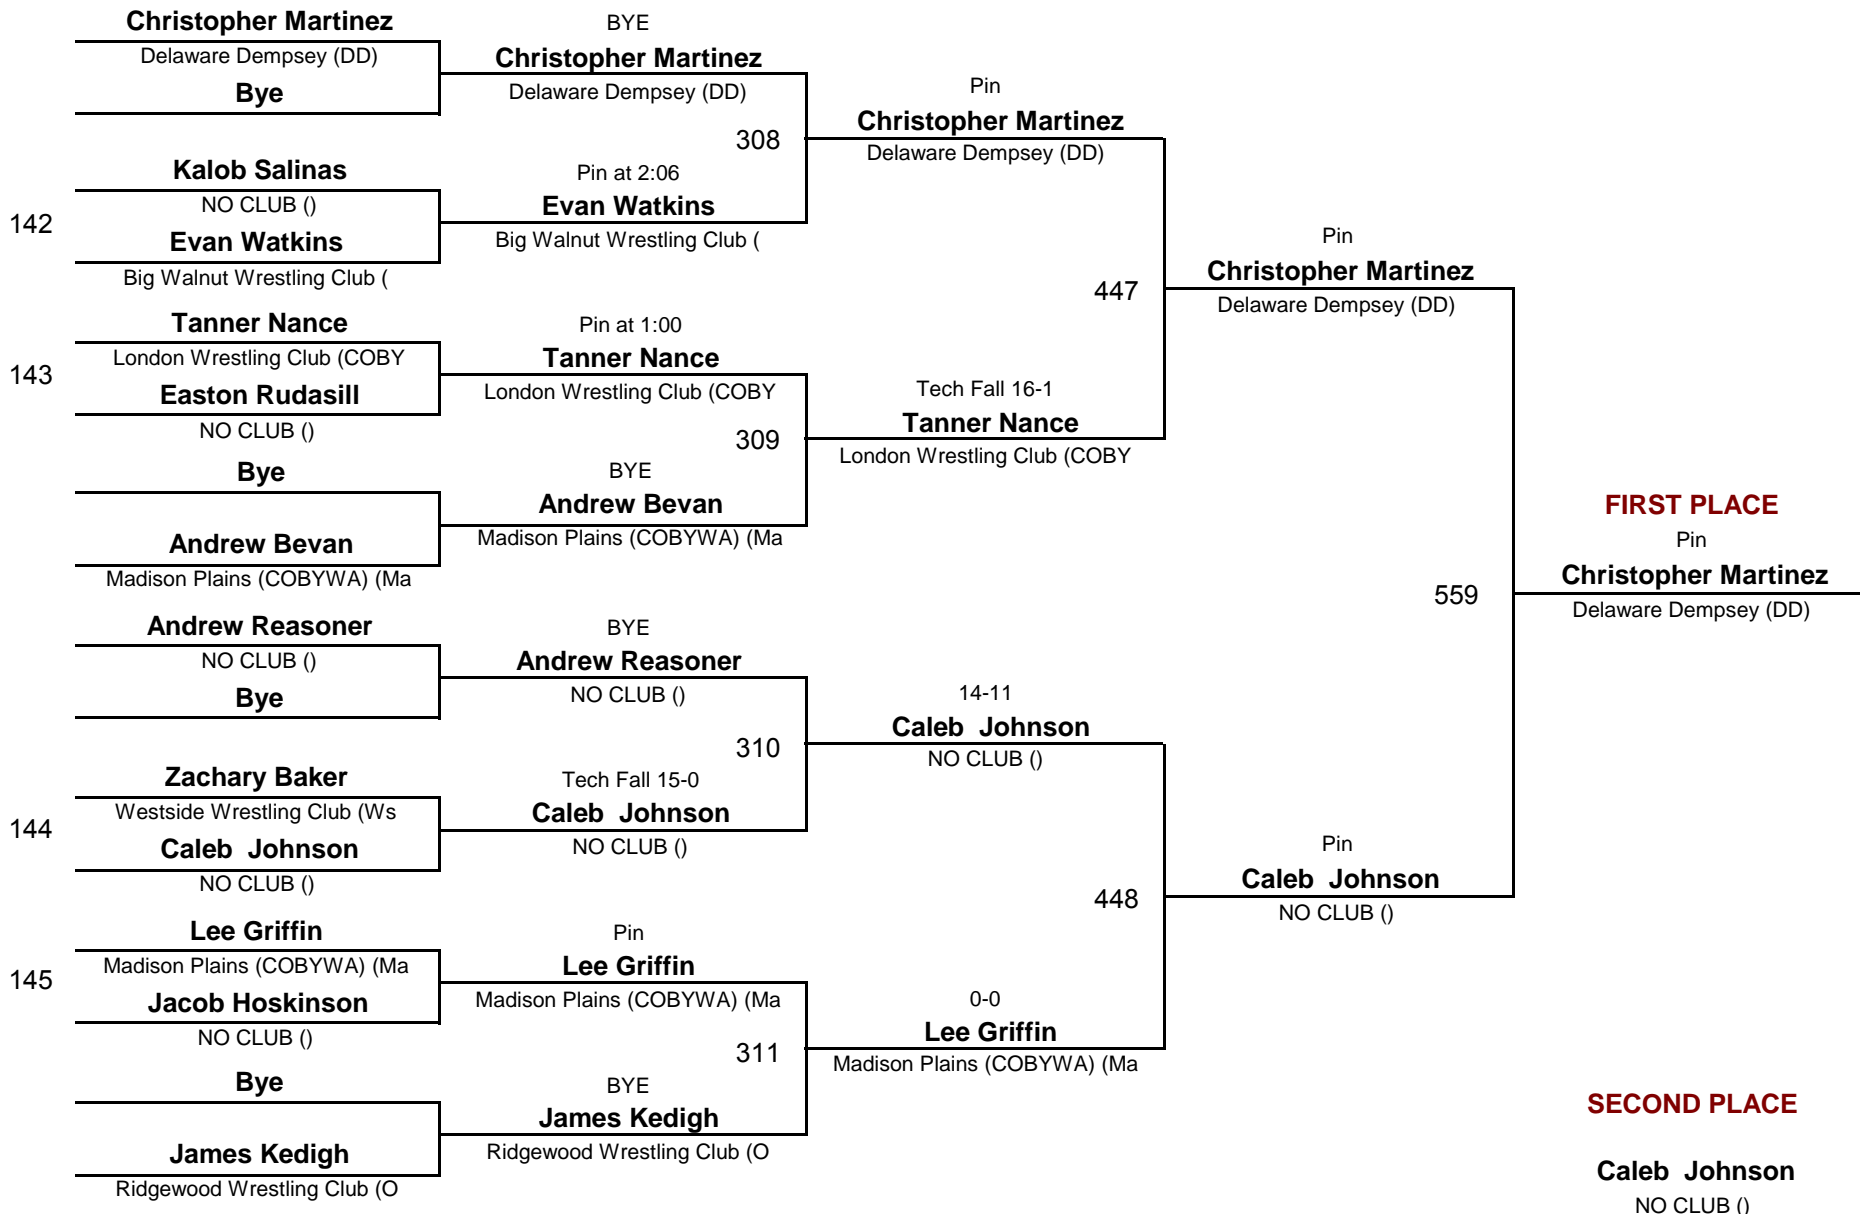 Christopher Martinez
Delaware Dempsey (DD)
Bye
142
Kalob Salinas
NO CLUB ()
Evan Watkins
Big Walnut Wrestling Club (
143
Tanner Nance
London Wrestling Club (COBY
Easton Rudasill
NO CLUB ()
Bye
Andrew Bevan
Madison Plains (COBYWA) (Ma
Andrew Reasoner
NO CLUB ()
Bye
144
Zachary Baker
Westside Wrestling Club (Ws
Caleb  Johnson
NO CLUB ()
145
Lee Griffin
Madison Plains (COBYWA) (Ma
Jacob Hoskinson
NO CLUB ()
Bye
James Kedigh
Ridgewood Wrestling Club (O
BYE
Christopher Martinez
Delaware Dempsey (DD)
308
Pin at 2:06
Evan Watkins
Big Walnut Wrestling Club (
Pin at 1:00
Tanner Nance
London Wrestling Club (COBY
309
BYE
Andrew Bevan
Madison Plains (COBYWA) (Ma
BYE
Andrew Reasoner
NO CLUB ()
310
Tech Fall 15-0
Caleb  Johnson
NO CLUB ()
Pin
Lee Griffin
Madison Plains (COBYWA) (Ma
311
BYE
James Kedigh
Ridgewood Wrestling Club (O
Pin
Christopher Martinez
Delaware Dempsey (DD)
447
Tech Fall 16-1
Tanner Nance
London Wrestling Club (COBY
14-11
Caleb  Johnson
NO CLUB ()
448
0-0
Lee Griffin
Madison Plains (COBYWA) (Ma
Pin
Christopher Martinez
Delaware Dempsey (DD)
559
Pin
Caleb  Johnson
NO CLUB ()
FIRST PLACE
Pin
Christopher Martinez
Delaware Dempsey (DD)
SECOND PLACE
Caleb  Johnson
NO CLUB ()